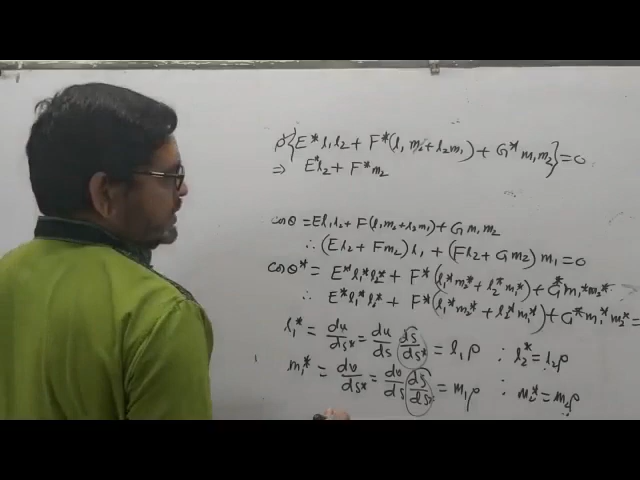 ρ{E*l₁l₂ + F*(l₁m₂ + l₂m₁) + G*m₁m₂} = 0
⇒ E*l₂ + F*m₂
cosθ = El₁l₂ + F(l₁m₂ + l₂m₁) + Gm₁m₂
∴ (El₂ + Fm₂)l₁ + (Fl₂ + Gm₂)m₁ = 0
cosθ* = E*l₁*l₂* + F*(l₁*m₂* + l₂*m₁*) + G*m₁*m₂*
∴ E*l₁*l₂* + F*(l₁*m₂* + l₂*m₁*) + G*m₁*m₂* =
l₁* = du/ds* = du/ds ds/ds* = l₁ρ ∶ l₂* = l₂ρ
m₁* = dv/ds* = dv/ds ds/ds* = m₁ρ ∶ m₂* = m₂ρ